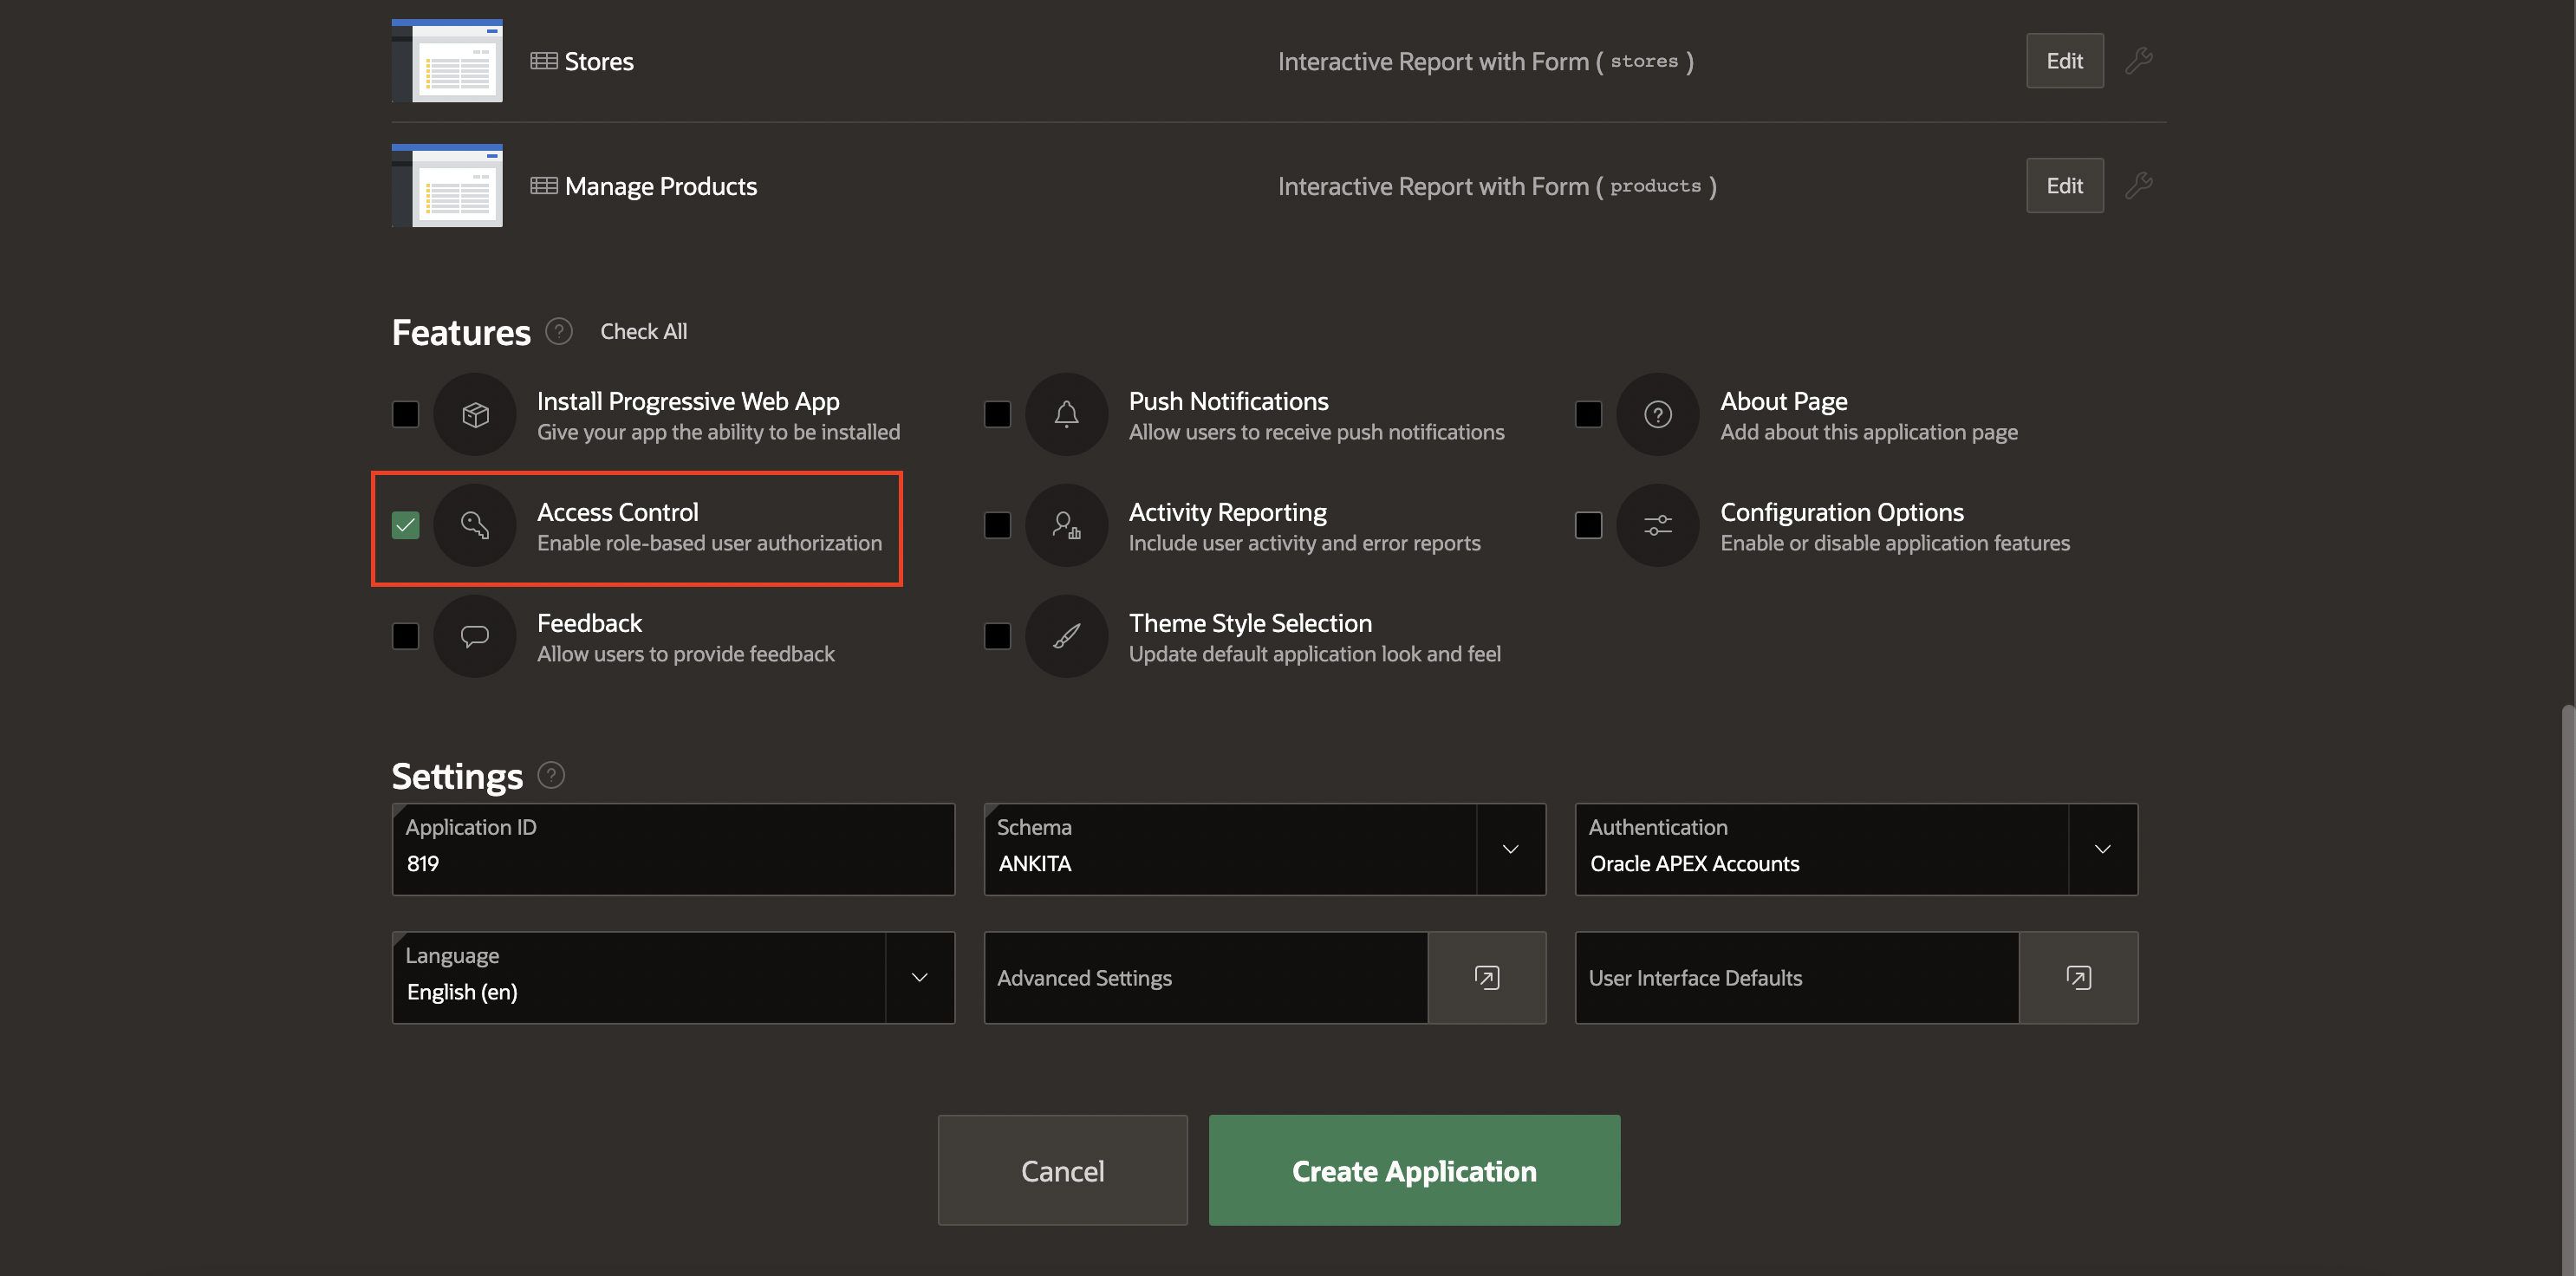 Stores
Interactive Report with Form ( stores )
Edit
Manage Products
Interactive Report with Form ( products )
Edit
Features ? Check All
Install Progressive Web App
Give your app the ability to be installed
Push Notifications
Allow users to receive push notifications
? About Page
Add about this application page
Access Control
Enable role-based user authorization
Activity Reporting
Include user activity and error reports
Configuration Options
Enable or disable application features
Feedback
Allow users to provide feedback
Theme Style Selection
Update default application look and feel
Settings ?
Application ID
819
Schema
ANKITA
Authentication
Oracle APEX Accounts
Language
English (en)
Advanced Settings
User Interface Defaults
Cancel
Create Application